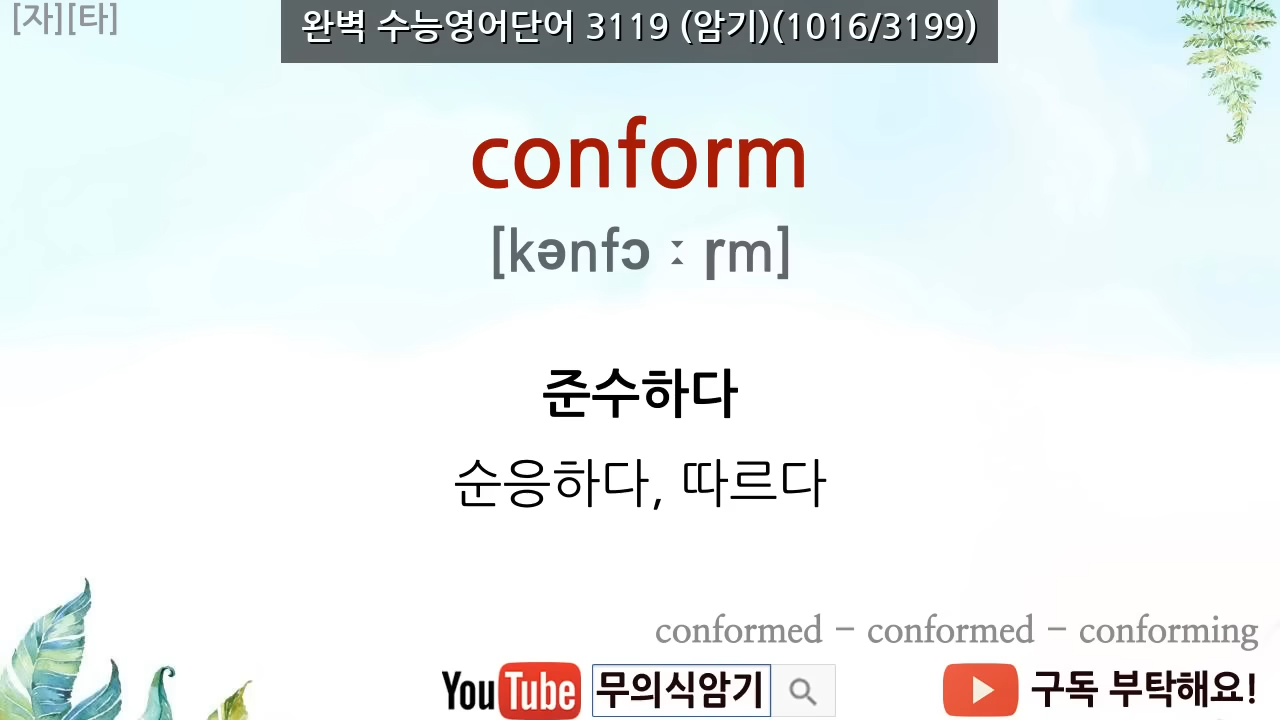 [자][타]
완벽 수능영어단어 3119 (암기)(1016/3199)
conform
[kənfɔːɼm]
준수하다
순응하다, 따르다
conformed - conformed - conforming
YouTube 무의식암기 구독 부탁해요!